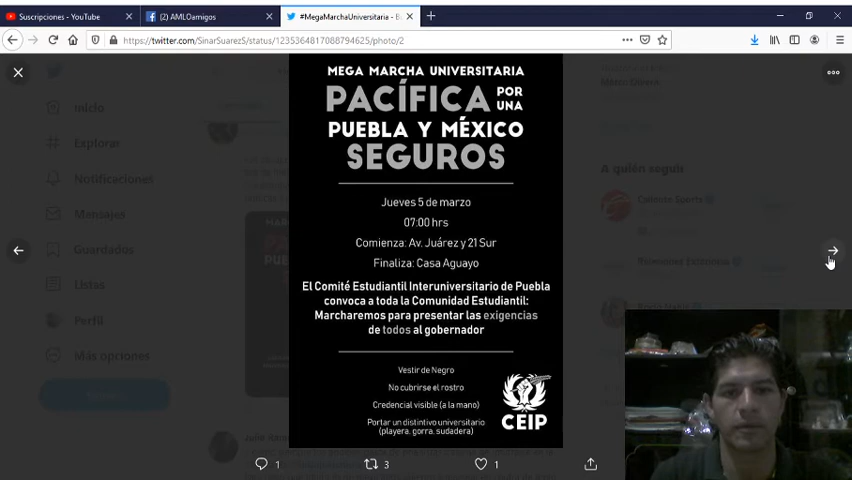 Suscripciones - YouTube
(2) AMLOamigos
#MegaMarchaUniversitaria - B
https://twitter.com/SinarSuarezS/status/1235364817088794625/photo/2
MEGA MARCHA UNIVERSITARIA
PACÍFICA POR UNA
PUEBLA Y MÉXICO
SEGUROS
Jueves 5 de marzo
07:00 hrs
Comienza: Av. Juárez y 21 Sur
Finaliza: Casa Aguayo
El Comité Estudiantil Interuniversitario de Puebla
convoca a toda la Comunidad Estudiantil:
Marcharemos para presentar las exigencias
de todos al gobernador
Vestir de Negro
No cubrirse el rostro
Credencial visible (a la mano)
Portar un distintivo universitario
(playera, gorra, sudadera)
CEIP
1
3
1
Inicio
Explorar
Notificaciones
Mensajes
Guardados
Listas
Perfil
Más opciones
A quién seguir